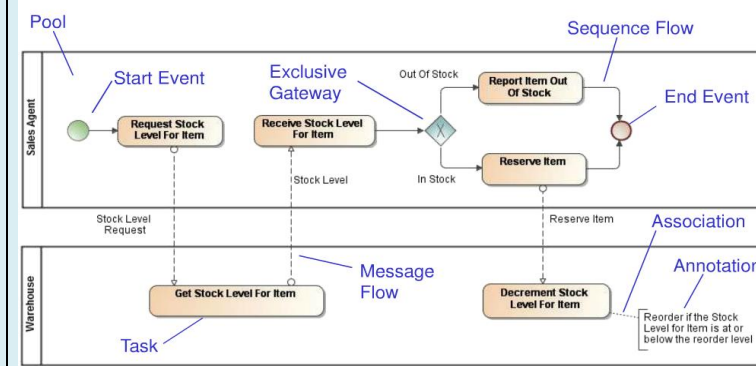 Pool
Sequence Flow
Start Event
Exclusive
Gateway
Out Of Stock
Report Item Out
Of Stock
End Event
Sales Agent
Request Stock
Level For Item
Receive Stock Level
For Item
X
Reserve Item
Stock Level
In Stock
Stock Level
Request
Reserve Item
Association
Message
Flow
Annotation
Warehouse
Get Stock Level For Item
Decrement Stock
Level For Item
Reorder if the Stock
Level for Item is at or
below the reorder level
Task